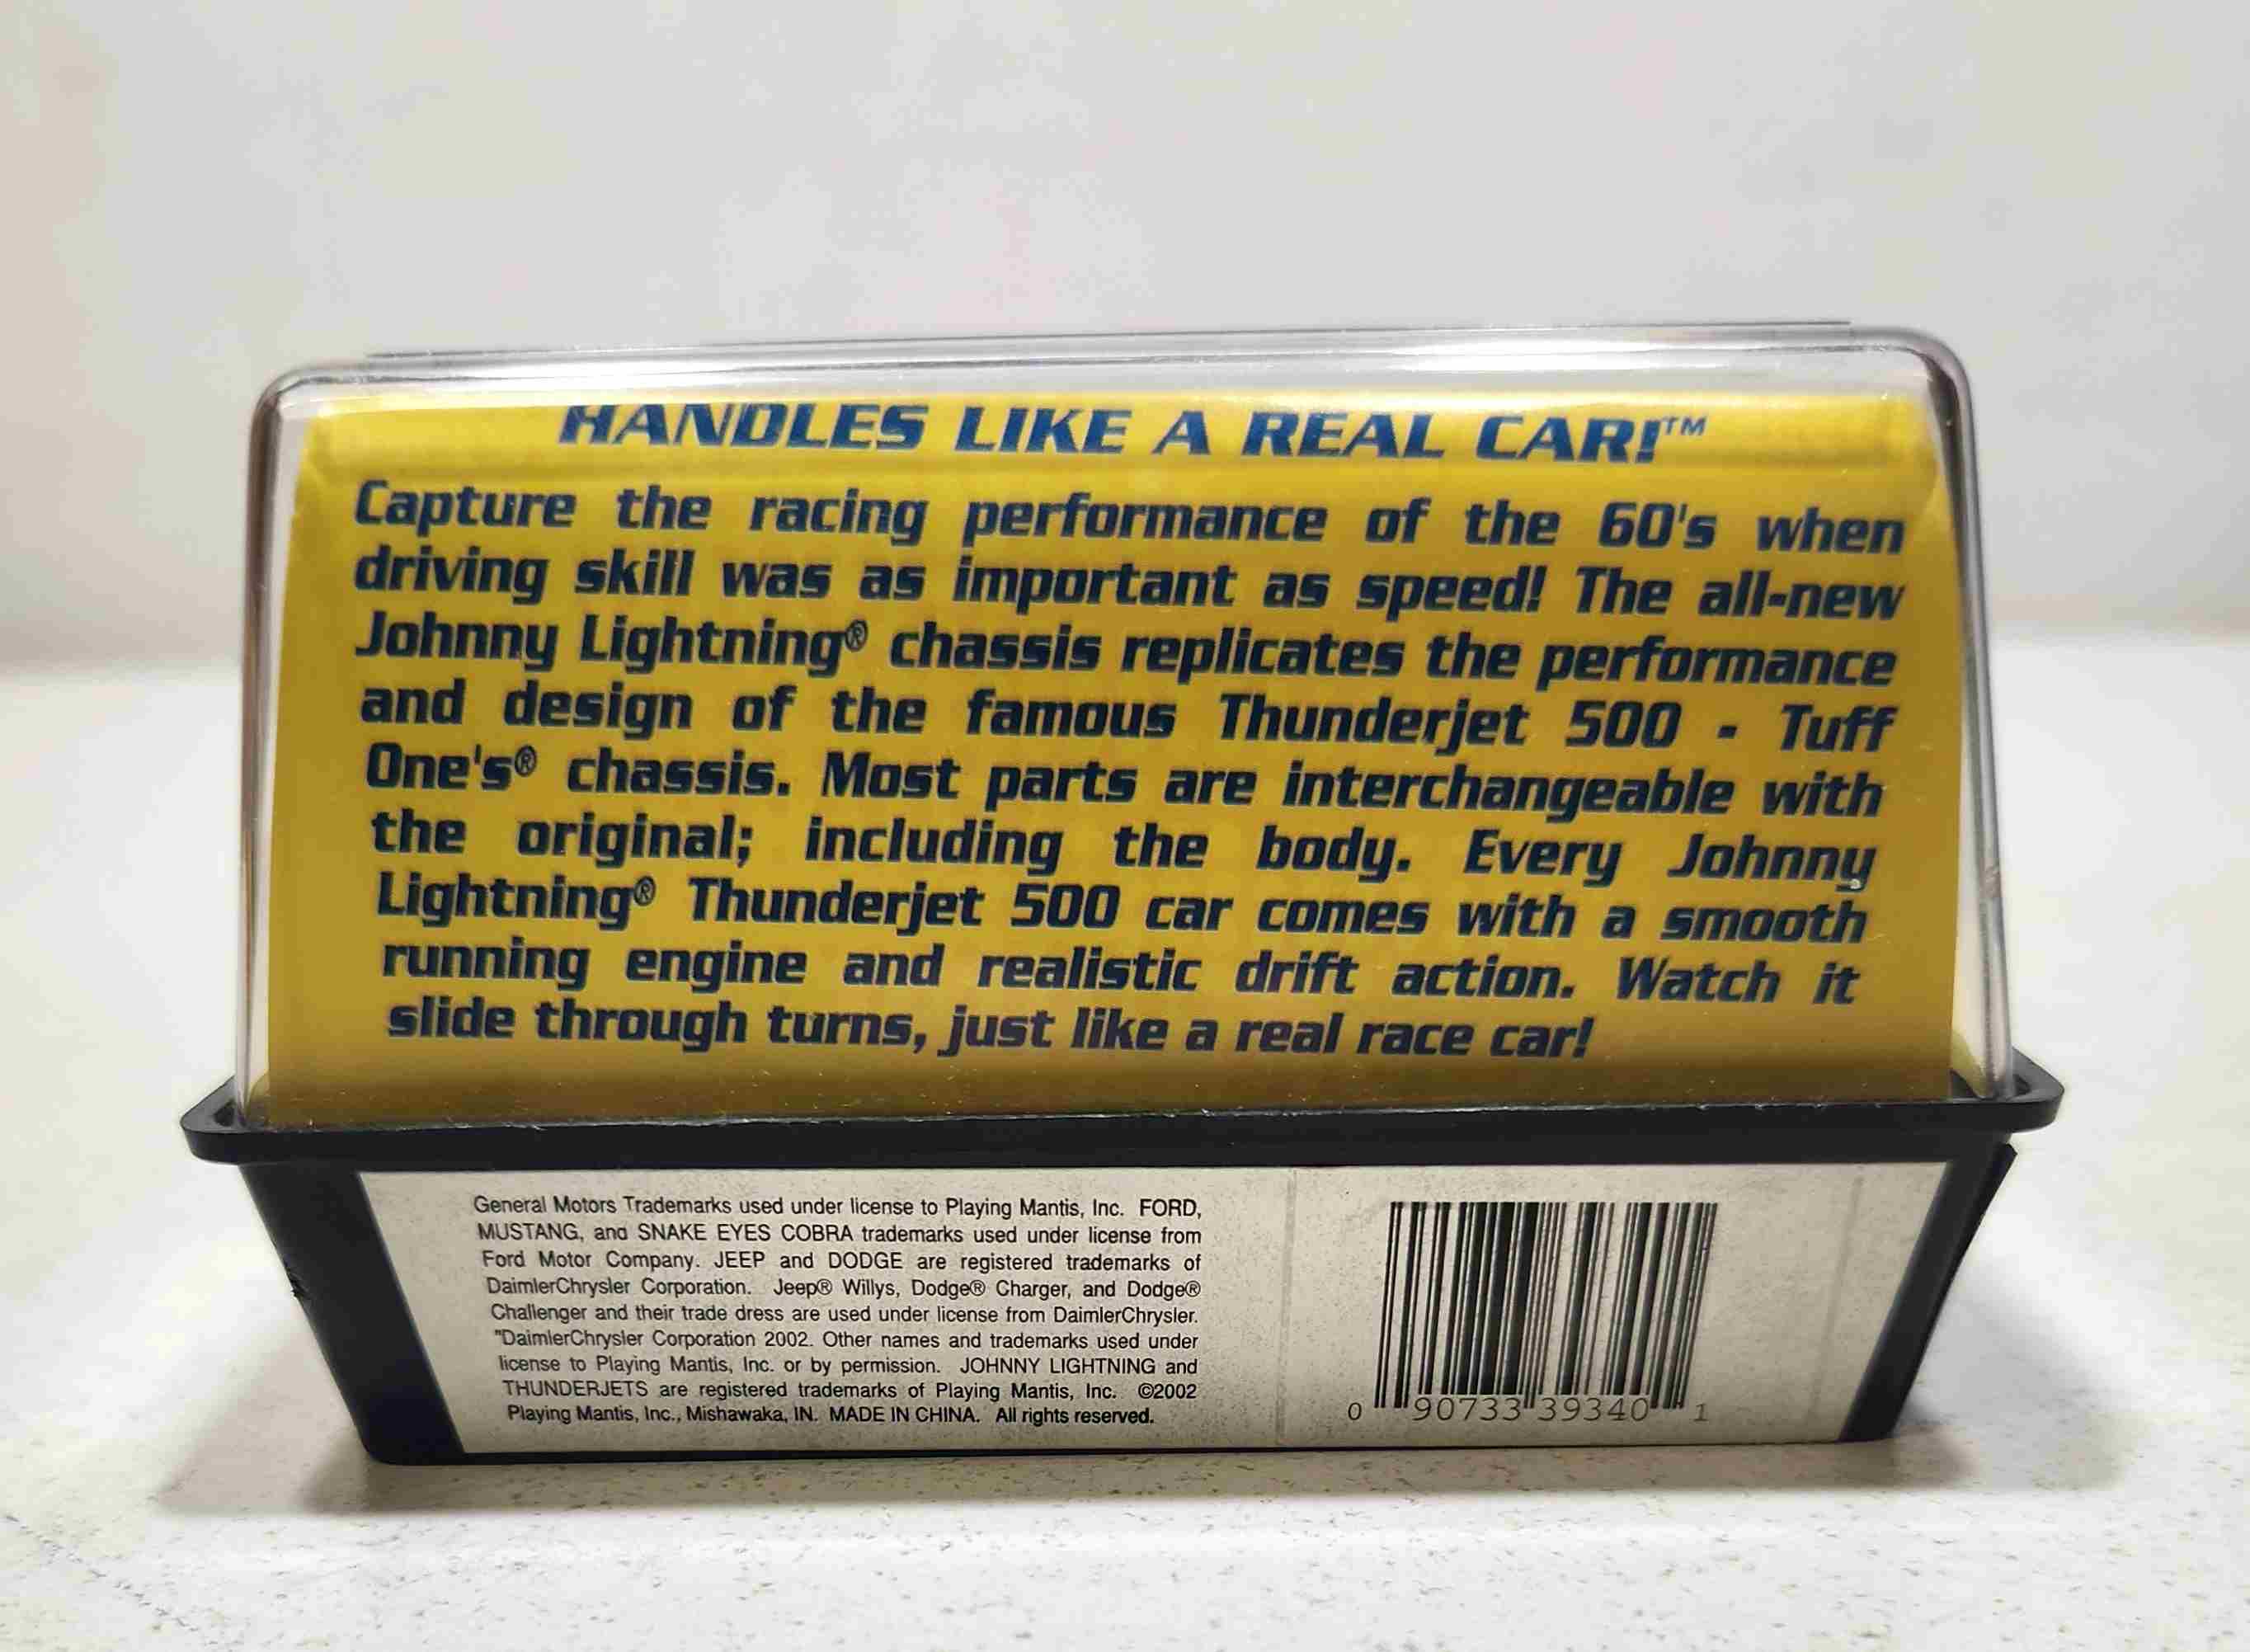 HANDLES LIKE A REAL CAR!™
Capture the racing performance of the 60's when
driving skill was as important as speed! The all-new
Johnny Lightning® chassis replicates the performance
and design of the famous Thunderjet 500 - Tuff
One's® chassis. Most parts are interchangeable with
the original; including the body. Every Johnny
Lightning® Thunderjet 500 car comes with a smooth
running engine and realistic drift action. Watch it
slide through turns, just like a real race car!
General Motors Trademarks used under license to Playing Mantis, Inc. FORD,
MUSTANG, and SNAKE EYES COBRA trademarks used under license from
Ford Motor Company. JEEP and DODGE are registered trademarks of
DaimlerChrysler Corporation. Jeep® Willys, Dodge® Charger, and Dodge®
Challenger and their trade dress are used under license from DaimlerChrysler.
"DaimlerChrysler Corporation 2002. Other names and trademarks used under
license to Playing Mantis, Inc. or by permission. JOHNNY LIGHTNING and
THUNDERJETS are registered trademarks of Playing Mantis, Inc. ©2002
Playing Mantis, Inc., Mishawaka, IN. MADE IN CHINA. All rights reserved.
0 90733 39340 1